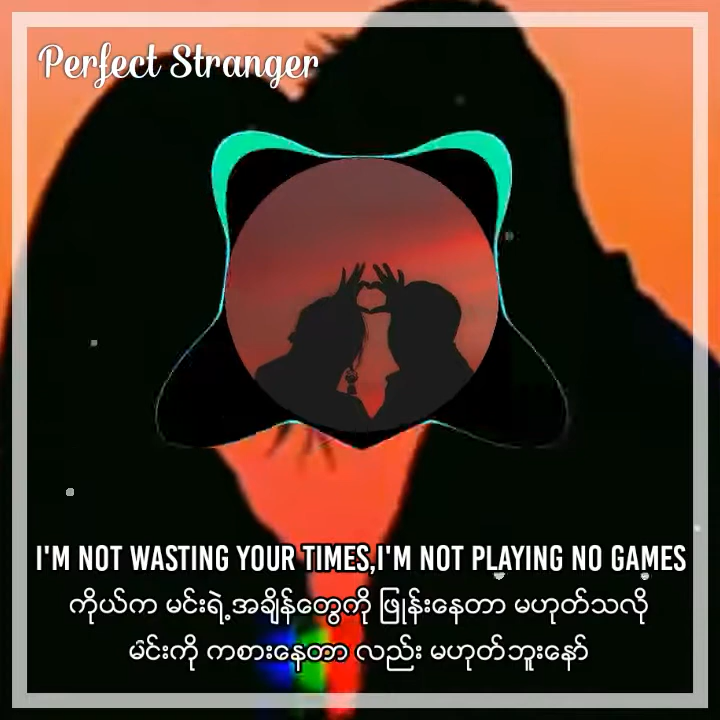 Perfect Stranger
I'M NOT WASTING YOUR TIMES,I'M NOT PLAYING NO GAMES
ကိုယ်က မင်းရဲ့အချိန်တွေကို ဖြုန်းနေတာ မဟုတ်သလို
မင်းကို ကစားနေတာ လည်း မဟုတ်ဘူးနော်